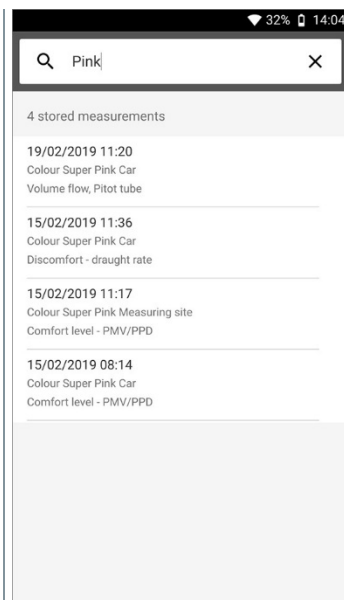 32% 14:04
Pink
4 stored measurements
19/02/2019 11:20
Colour Super Pink Car
Volume flow, Pitot tube
15/02/2019 11:36
Colour Super Pink Car
Discomfort - draught rate
15/02/2019 11:17
Colour Super Pink Measuring site
Comfort level - PMV/PPD
15/02/2019 08:14
Colour Super Pink Car
Comfort level - PMV/PPD